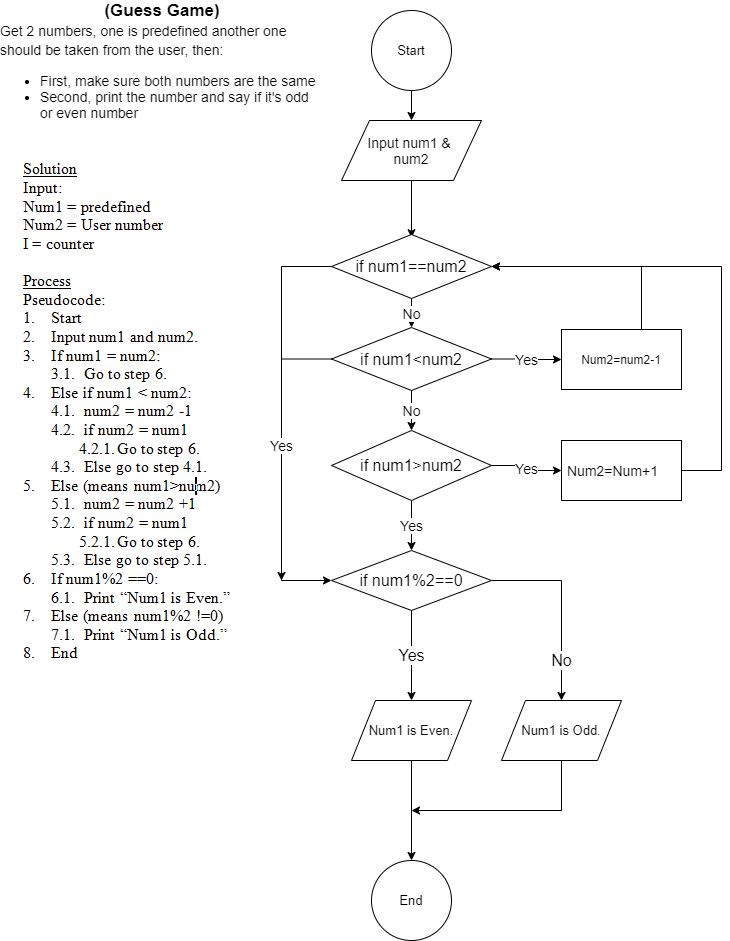 (Guess Game)
Get 2 numbers, one is predefined another one
should be taken from the user, then:
• First, make sure both numbers are the same
• Second, print the number and say if it's odd
or even number
Solution
Input:
Num1 = predefined
Num2 = User number
I = counter
Process
Pseudocode:
1. Start
2. Input num1 and num2.
3. If num1 = num2:
3.1. Go to step 6.
4. Else if num1 < num2:
4.1. num2 = num2 -1
4.2. if num2 = num1
4.2.1. Go to step 6.
4.3. Else go to step 4.1.
5. Else (means num1>num2)
5.1. num2 = num2 +1
5.2. if num2 = num1
5.2.1. Go to step 6.
5.3. Else go to step 5.1.
6. If num1%2 ==0:
6.1. Print “Num1 is Even.”
7. Else (means num1%2 !=0)
7.1. Print “Num1 is Odd.”
8. End
Start
Input num1 &
num2
if num1==num2
No
if num1<num2
Yes
Num2=num2-1
No
Yes
if num1>num2
Yes
Num2=Num+1
Yes
if num1%2==0
Yes
No
Num1 is Even.
Num1 is Odd.
End